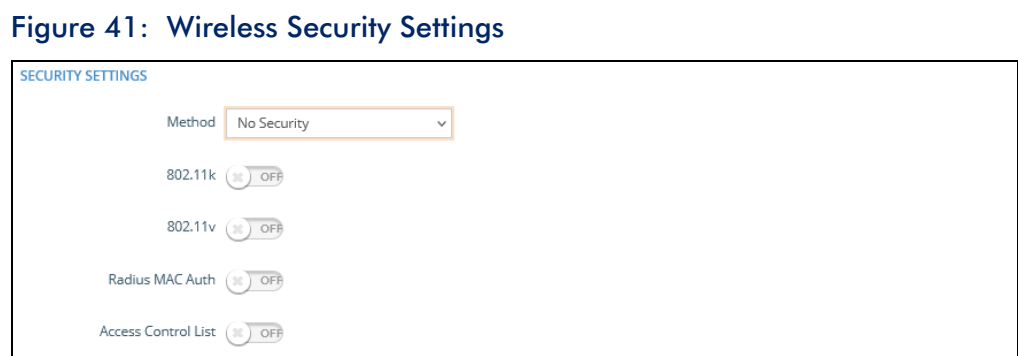 Figure 41: Wireless Security Settings
SECURITY SETTINGS
Method No Security
802.11k OFF
802.11v OFF
Radius MAC Auth OFF
Access Control List OFF